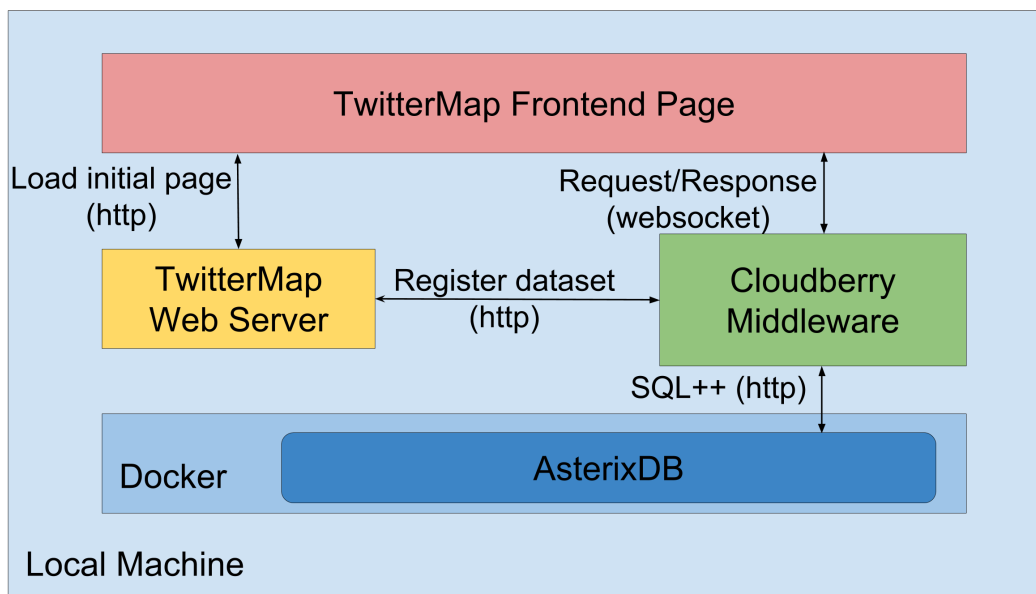 TwitterMap Frontend Page
Load initial page
(http)
Request/Response
(websocket)
TwitterMap
Web Server
Register dataset
(http)
Cloudberry
Middleware
SQL++ (http)
Docker
AsterixDB
Local Machine